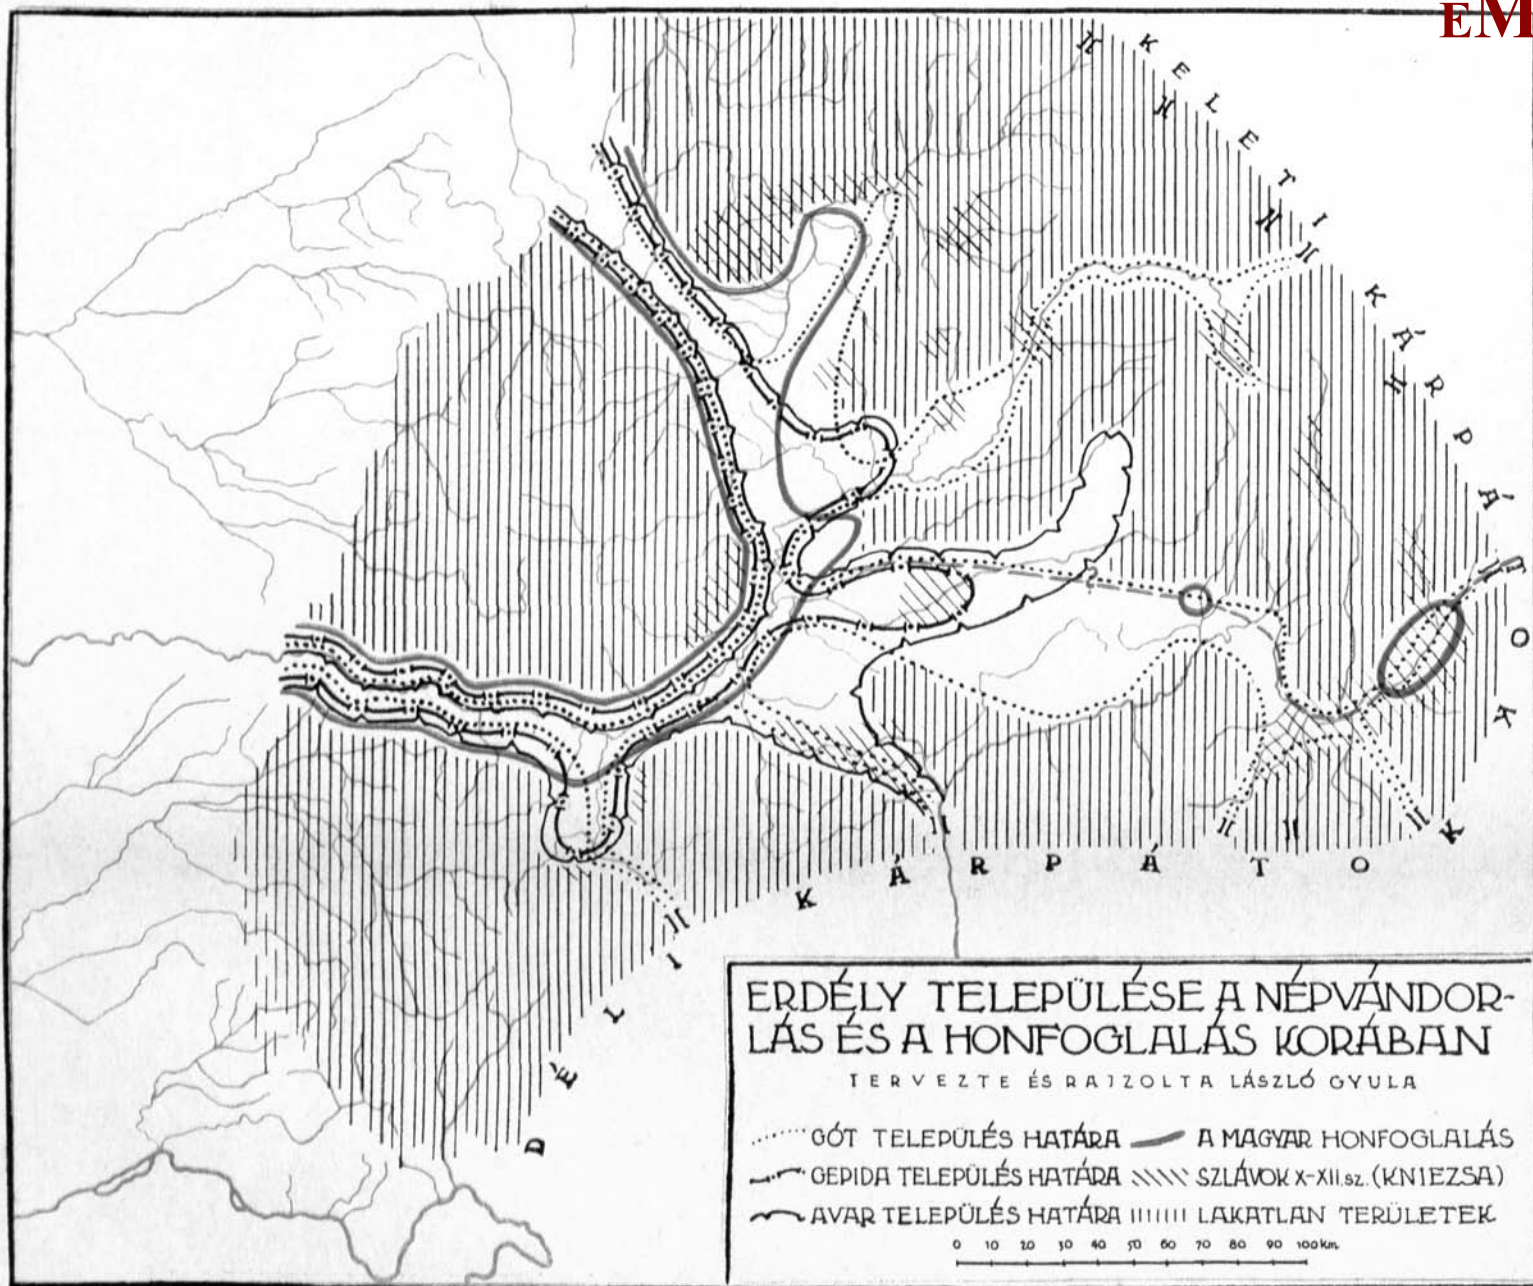 EM
KELETI KÁRPÁTOK
DÉLI KÁRPÁTOK
?
ERDÉLY TELEPÜLÉSE A NÉPVÁNDOR-
LÁS ÉS A HONFOGLALÁS KORÁBAN
TERVEZTE ÉS RAJZOLTA LÁSZLÓ GYULA
GÓT TELEPÜLÉS HATÁRA
A MAGYAR HONFOGLALÁS
GEPIDA TELEPÜLÉS HATÁRA
SZLÁVOK X-XII.SZ. (KNIEZSA)
AVAR TELEPÜLÉS HATÁRA
LAKATLAN TERÜLETEK
0 10 20 30 40 50 60 70 80 90 100km